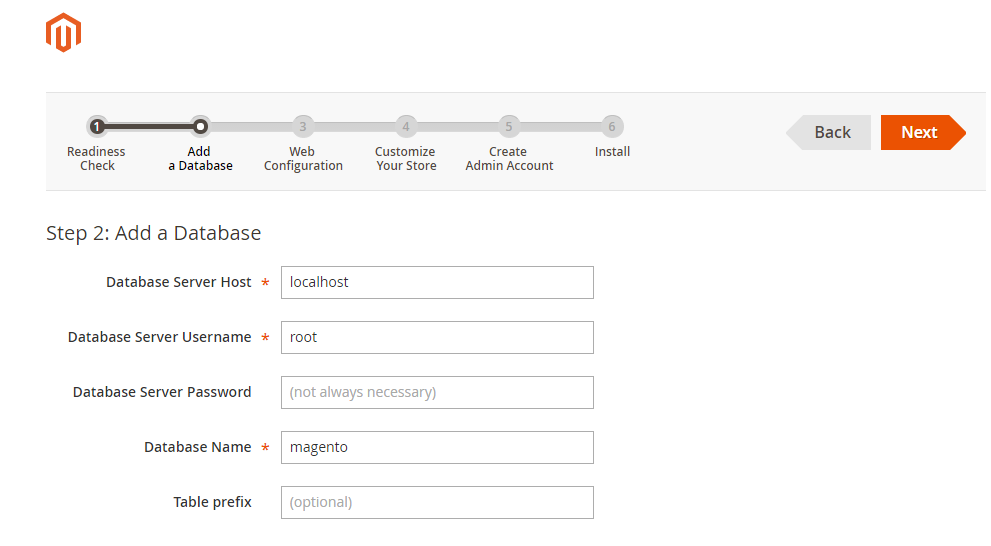 1 3 4 5 6
Back Next
Readiness Check
Add a Database
Web Configuration
Customize Your Store
Create Admin Account
Install
Step 2: Add a Database
Database Server Host * localhost
Database Server Username * root
Database Server Password (not always necessary)
Database Name * magento
Table prefix (optional)